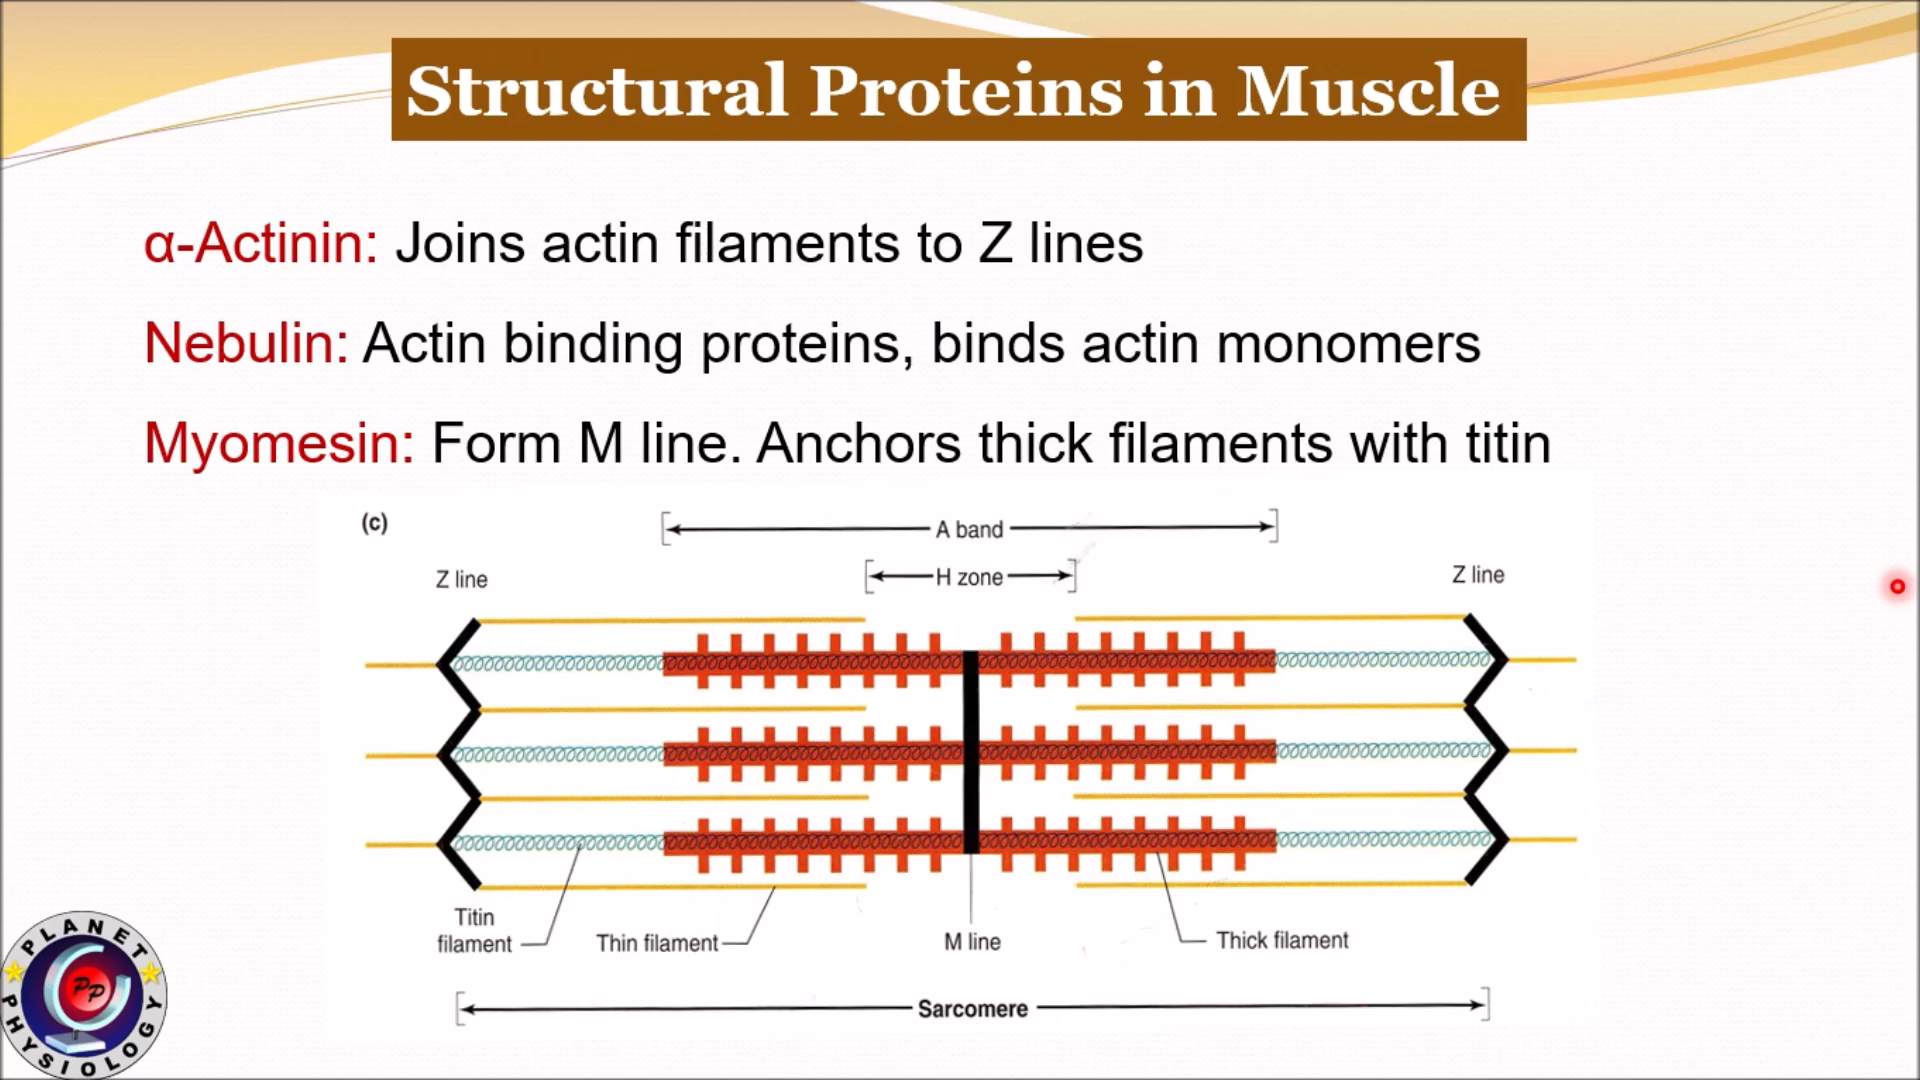 Structural Proteins in Muscle
α-Actinin: Joins actin filaments to Z lines
Nebulin: Actin binding proteins, binds actin monomers
Myomesin: Form M line. Anchors thick filaments with titin
(c)
A band
H zone
Z line
Z line
Titin
filament
Thin filament
M line
Thick filament
Sarcomere
PLANET
PP
PHYSIOLOGY